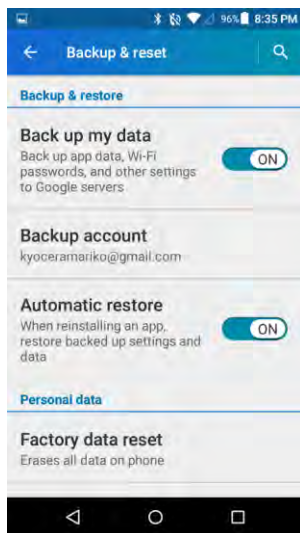 96% 8:35 PM
Backup & reset
Backup & restore
Back up my data
Back up app data, Wi-Fi
passwords, and other settings
to Google servers
ON
Backup account
kyoceramariko@gmail.com
Automatic restore
When reinstalling an app,
restore backed up settings and
data
ON
Personal data
Factory data reset
Erases all data on phone